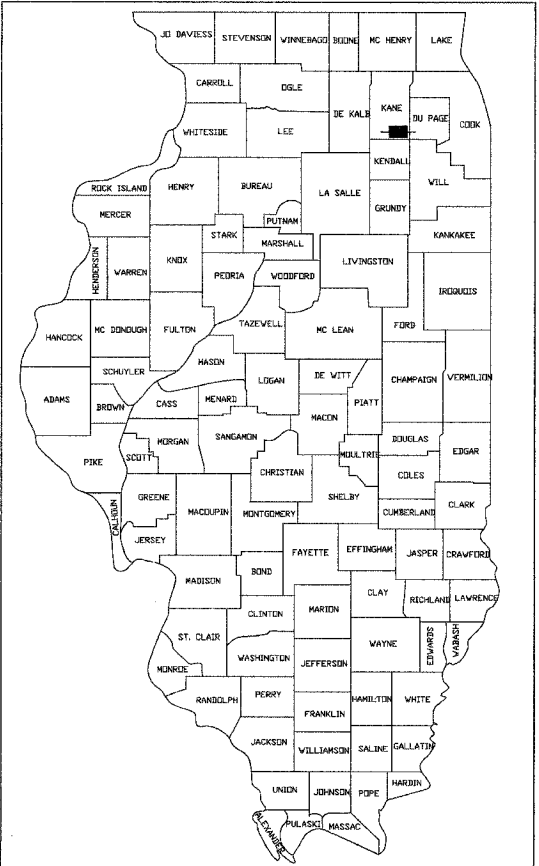 JO DAVIESS
STEVENSON
WINNEBAGO
BOONE
MC HENRY
LAKE
CARROLL
OGLE
DE KALB
KANE
DU PAGE
COOK
WHITESIDE
LEE
KENDALL
WILL
ROCK ISLAND
HENRY
BUREAU
LA SALLE
GRUNDY
MERCER
PUTNAM
KANKAKEE
STARK
MARSHALL
HENDERSON
WARREN
KNOX
PEORIA
WOODFORD
LIVINGSTON
IROQUOIS
HANCOCK
MC DONOUGH
FULTON
TAZEWELL
MC LEAN
FORD
SCHUYLER
MASON
LOGAN
DE WITT
CHAMPAIGN
VERMILION
ADAMS
BROWN
CASS
MENARD
MACON
PIATT
MORGAN
SANGAMON
DOUGLAS
EDGAR
PIKE
SCOTT
CHRISTIAN
MOULTRIE
COLES
GREENE
MACOUPIN
MONTGOMERY
SHELBY
CUMBERLAND
CLARK
CALHOUN
JERSEY
FAYETTE
EFFINGHAM
JASPER
CRAWFORD
MADISON
BOND
CLAY
RICHLAND
LAWRENCE
CLINTON
MARION
ST. CLAIR
WAYNE
EDWARDS
WABASH
MONROE
WASHINGTON
JEFFERSON
RANDOLPH
PERRY
HAMILTON
WHITE
FRANKLIN
JACKSON
WILLIAMSON
SALINE
GALLATIN
UNION
JOHNSON
POPE
HARDIN
ALEXANDER
PULASKI
MASSAC